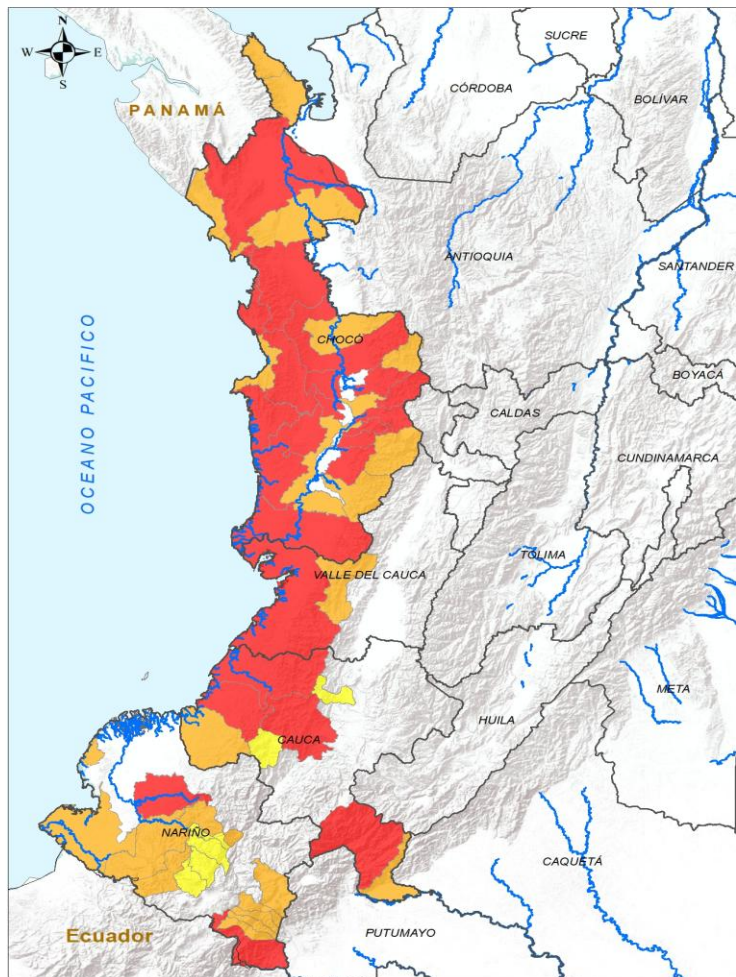 SUCRE
N
W E
S
CÓRDOBA
BOLÍVAR
PANAMÁ
ANTIOQUIA
SANTANDER
OCEANO PACIFICO
CHOCÓ
BOYACÁ
CALDAS
CUNDINAMARCA
TOLIMA
VALLE DEL CAUCA
META
HUILA
CAUCA
NARIÑO
CAQUETÁ
Ecuador
PUTUMAYO